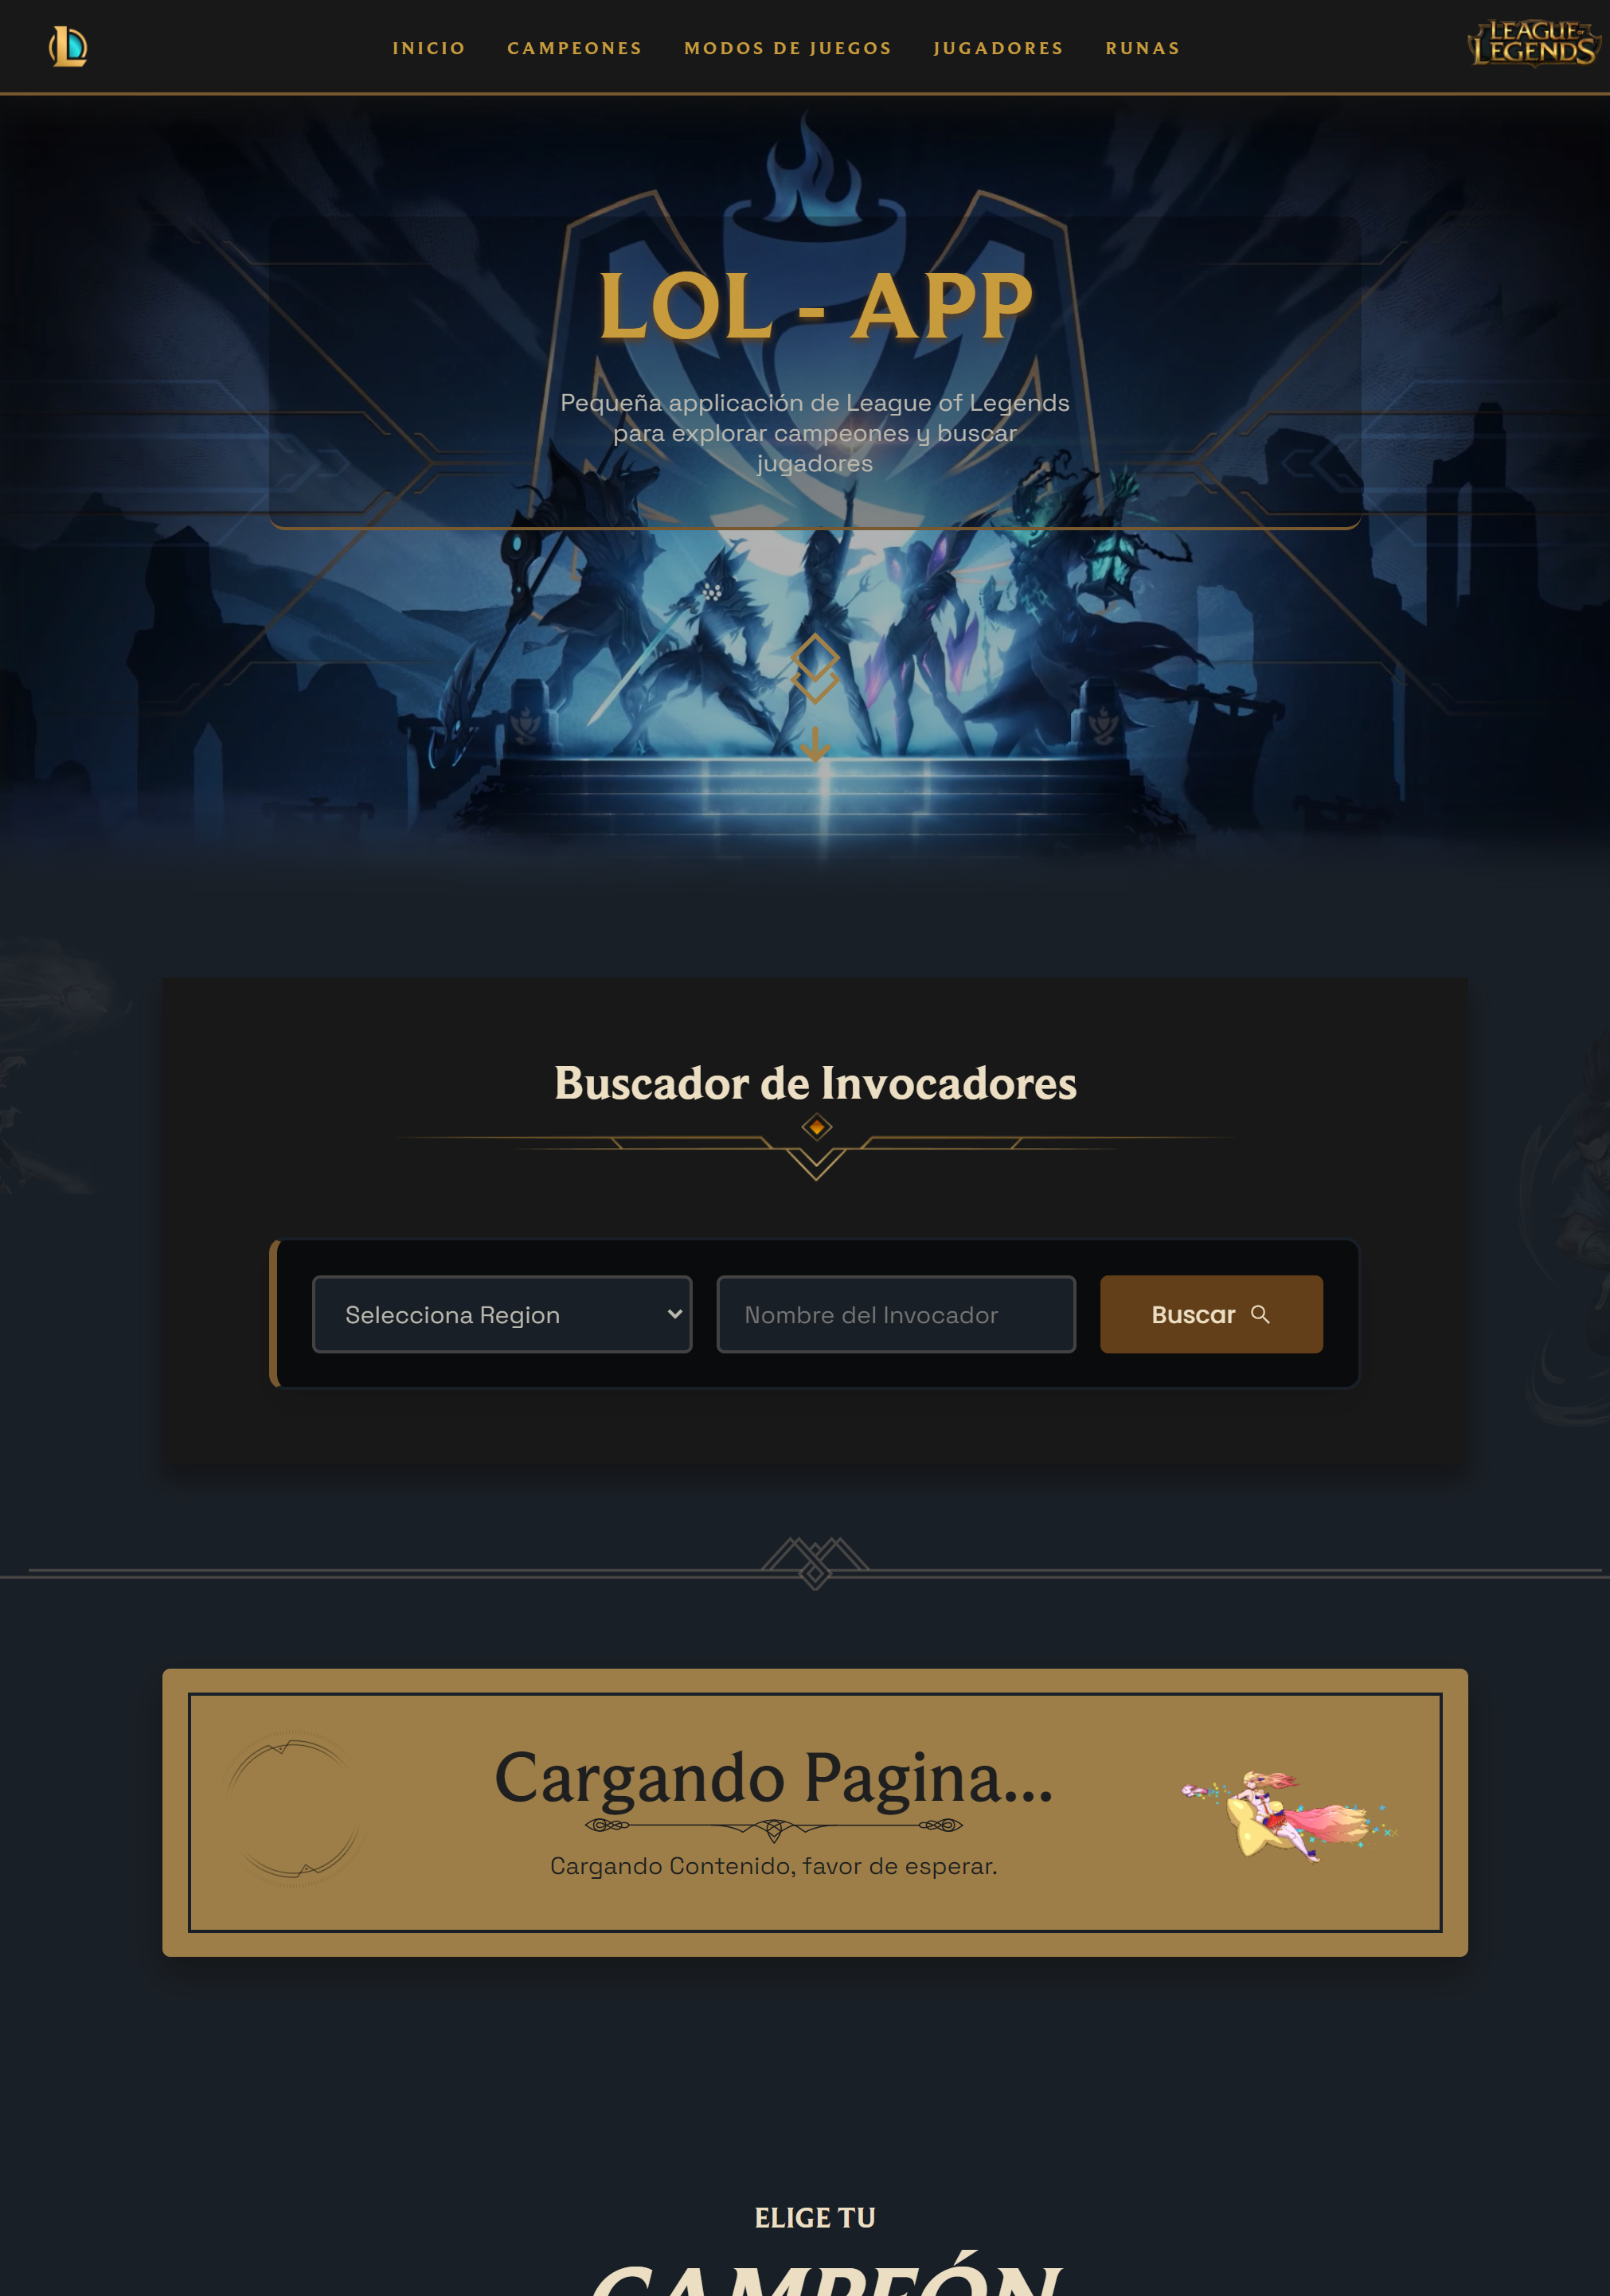 INICIO CAMPEONES MODOS DE JUEGOS JUGADORES RUNAS
LEAGUE OF LEGENDS
LOL - APP
Pequeña applicación de League of Legends
para explorar campeones y buscar
jugadores
Buscador de Invocadores
Selecciona Region
Nombre del Invocador
Buscar
Cargando Pagina...
Cargando Contenido, favor de esperar.
ELIGE TU
CAMPEÓN